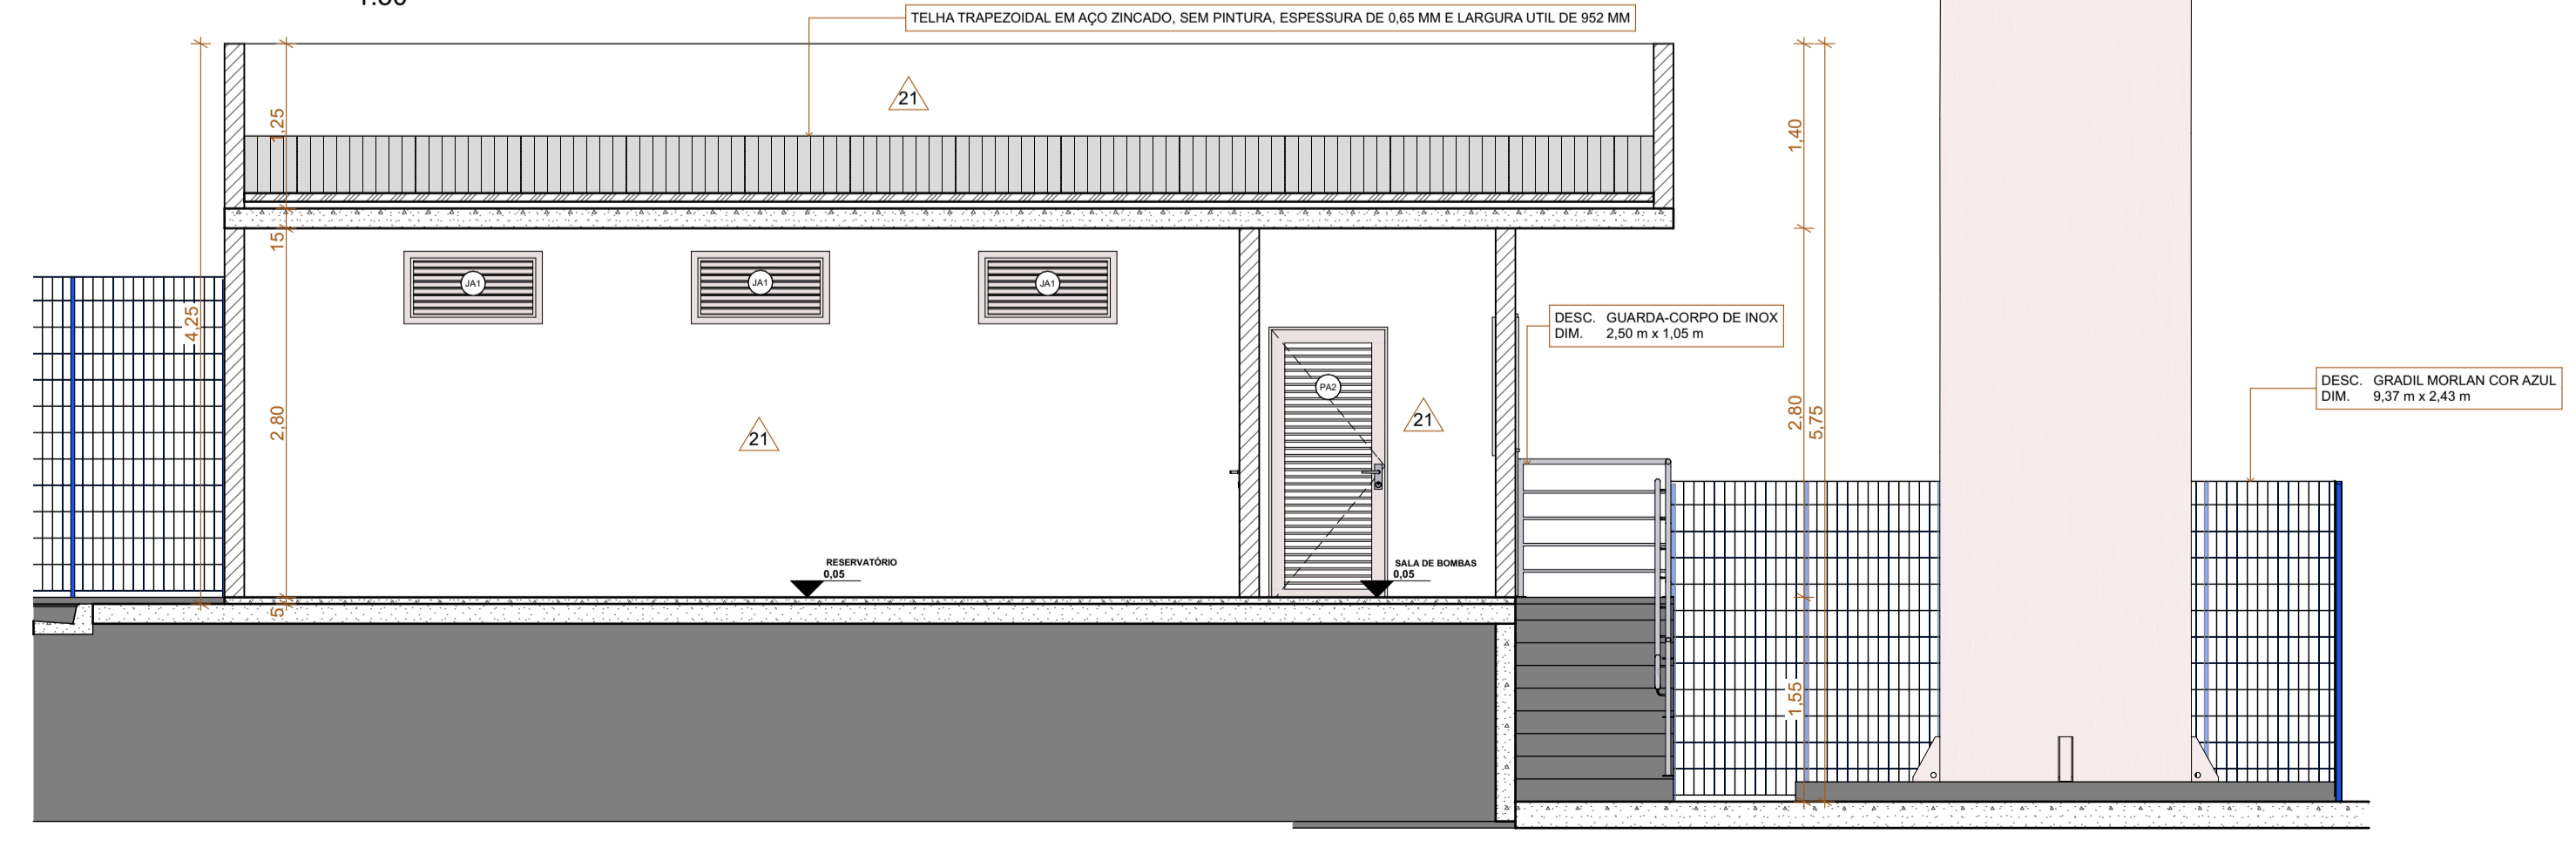 TELHA TRAPEZOIDAL EM AÇO ZINCADO, SEM PINTURA, ESPESSURA DE 0,65 MM E LARGURA UTIL DE 952 MM
21
1,25
1,40
15
JA1
JA1
JA1
4,25
DESC. GUARDA-CORPO DE INOX
DIM. 2,50 m x 1,05 m
PA2
DESC. GRADIL MORLAN COR AZUL
DIM. 9,37 m x 2,43 m
2,80
21
21
2,80
5,75
RESERVATÓRIO
0,05
SALA DE BOMBAS
0,05
5
1,55